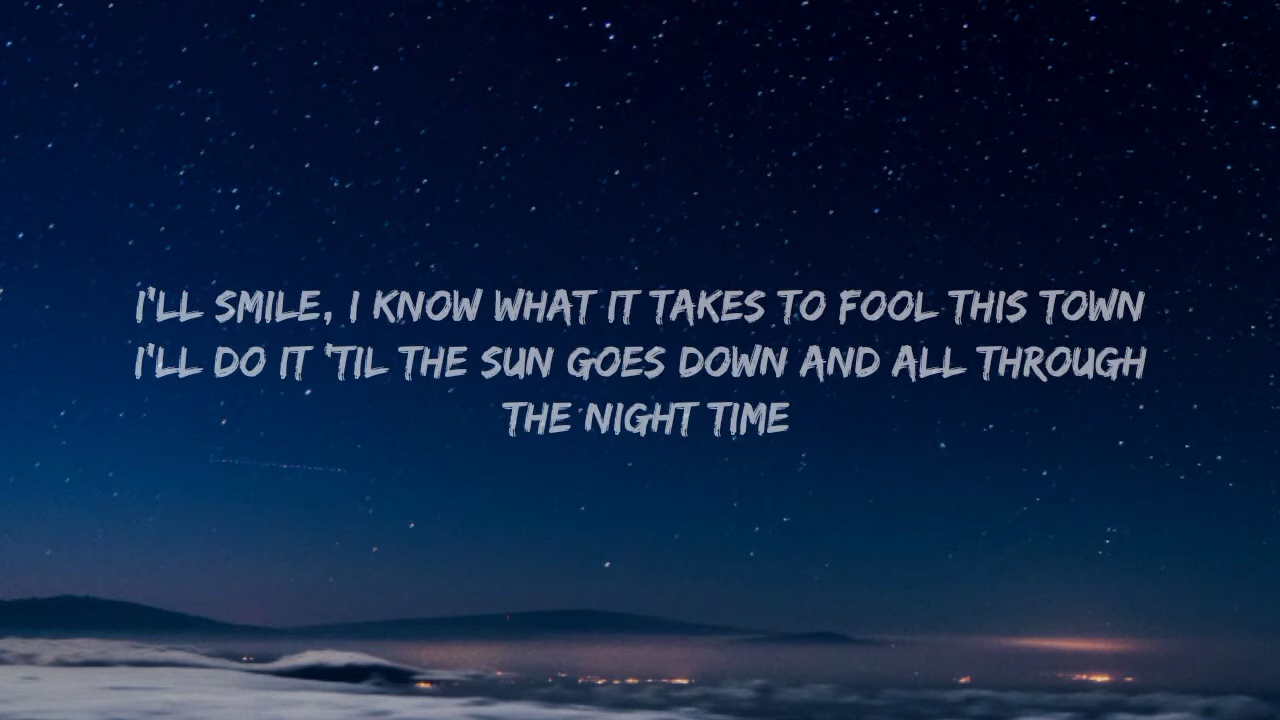 I'LL SMILE, I KNOW WHAT IT TAKES TO FOOL THIS TOWN
I'LL DO IT 'TIL THE SUN GOES DOWN AND ALL THROUGH
THE NIGHT TIME